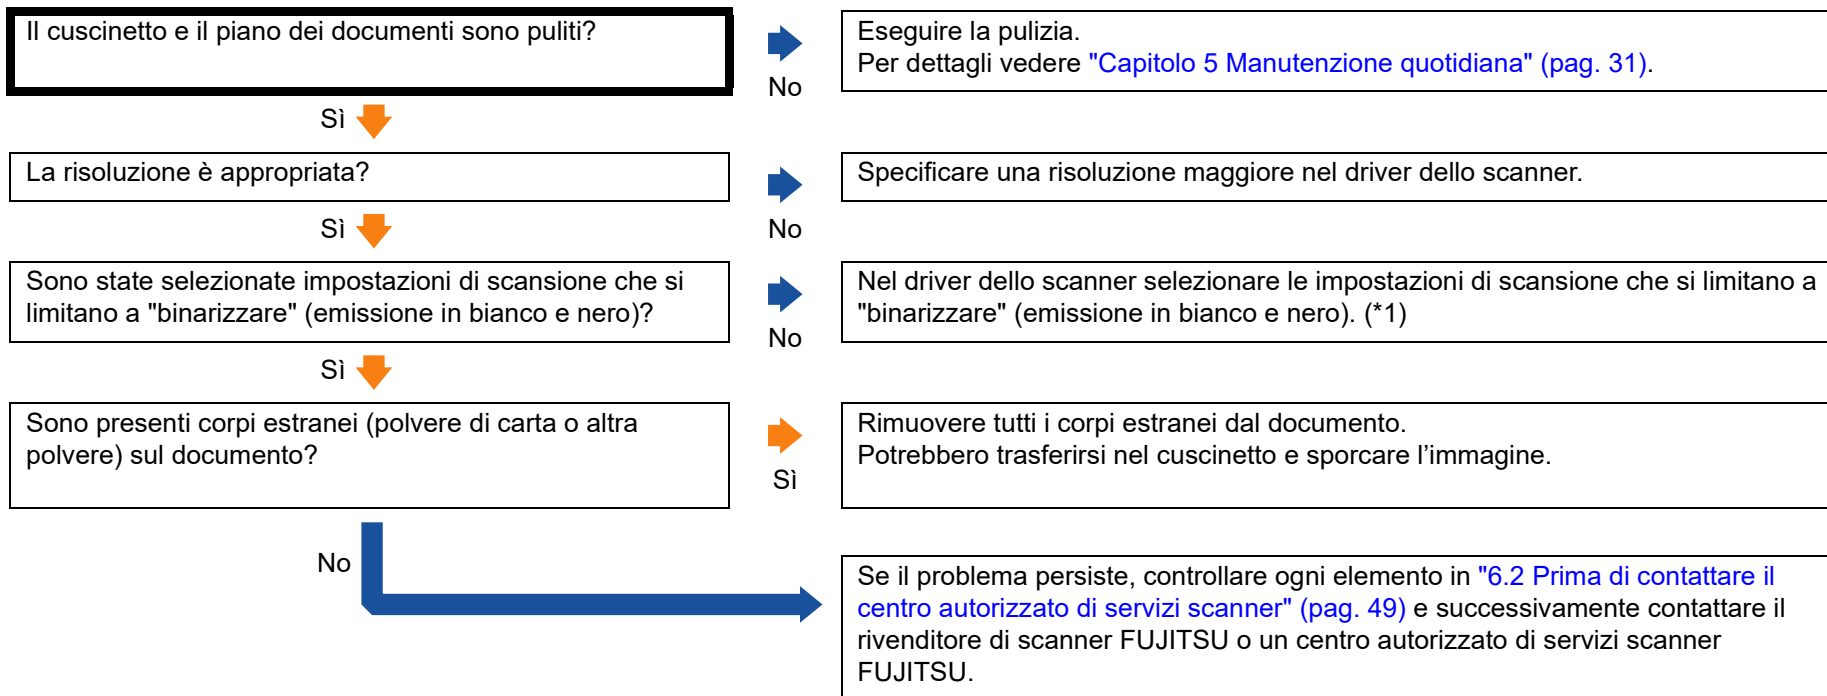 Il cuscinetto e il piano dei documenti sono puliti?
No
Eseguire la pulizia.
Per dettagli vedere "Capitolo 5 Manutenzione quotidiana" (pag. 31).
Sì
La risoluzione è appropriata?
No
Specificare una risoluzione maggiore nel driver dello scanner.
Sì
Sono state selezionate impostazioni di scansione che si
limitano a "binarizzare" (emissione in bianco e nero)?
No
Nel driver dello scanner selezionare le impostazioni di scansione che si limitano a
"binarizzare" (emissione in bianco e nero). (*1)
Sì
Sono presenti corpi estranei (polvere di carta o altra
polvere) sul documento?
Sì
Rimuovere tutti i corpi estranei dal documento.
Potrebbero trasferirsi nel cuscinetto e sporcare l’immagine.
No
Se il problema persiste, controllare ogni elemento in "6.2 Prima di contattare il
centro autorizzato di servizi scanner" (pag. 49) e successivamente contattare il
rivenditore di scanner FUJITSU o un centro autorizzato di servizi scanner
FUJITSU.